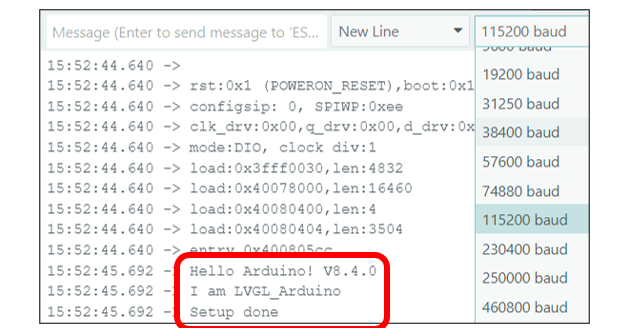 Message (Enter to send message to 'ES...
New Line
115200 baud
15:52:44.640 ->
15:52:44.640 -> rst:0x1 (POWERON_RESET),boot:0x1
15:52:44.640 -> configsip: 0, SPIWP:0xee
15:52:44.640 -> clk_drv:0x00,q_drv:0x00,d_drv:0x
15:52:44.640 -> mode:DIO, clock div:1
15:52:44.640 -> load:0x3fff0030,len:4832
15:52:44.640 -> load:0x40078000,len:16460
15:52:44.640 -> load:0x40080400,len:4
15:52:44.640 -> load:0x40080404,len:3504
15:52:44.640 -> entry 0x400805cc
15:52:45.692 -> Hello Arduino! V8.4.0
15:52:45.692 -> I am LVGL_Arduino
15:52:45.692 -> Setup done
9600 baud
19200 baud
31250 baud
38400 baud
57600 baud
74880 baud
115200 baud
230400 baud
250000 baud
460800 baud